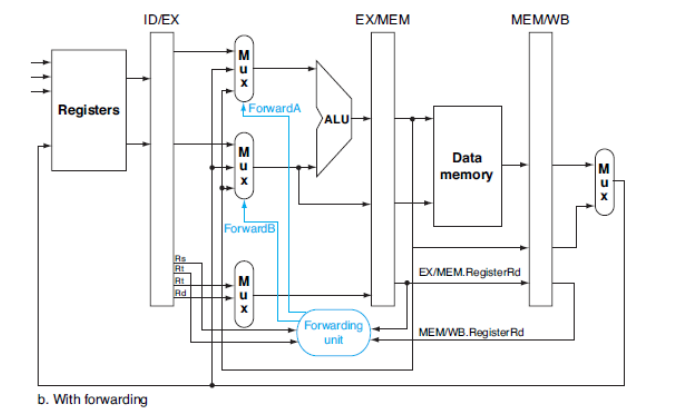 ID/EX
EX/MEM
MEM/WB
M
u
x
Registers
ForwardA
ALU
M
u
x
Data
memory
M
u
x
ForwardB
Rs
Rt
Rt
Rd
M
u
x
EX/MEM.RegisterRd
Forwarding
unit
MEM/WB.RegisterRd
b. With forwarding